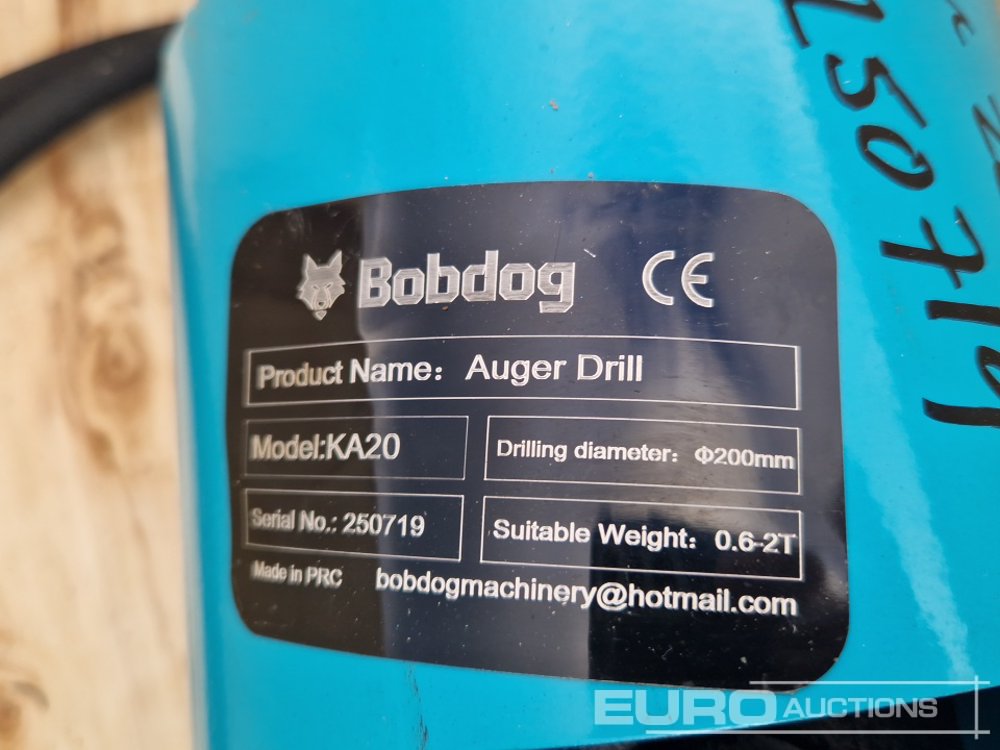 Bobdog CE
Product Name: Auger Drill
Model:KA20
Drilling diameter: Φ200mm
Serial No.: 250719
Suitable Weight: 0.6-2T
Made in PRC bobdogmachinery@hotmail.com
250719
EURO AUCTIONS